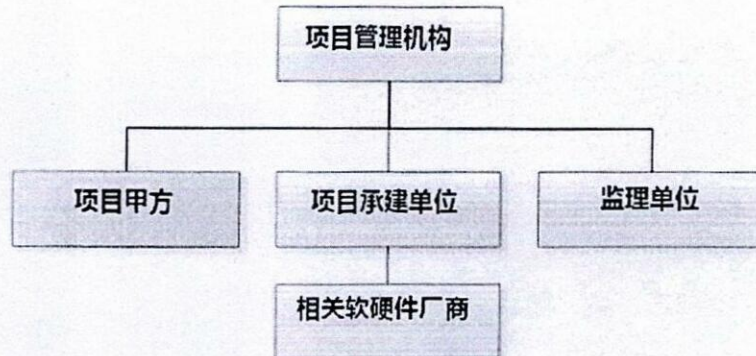 项目管理机构
项目甲方
项目承建单位
监理单位
相关软硬件厂商